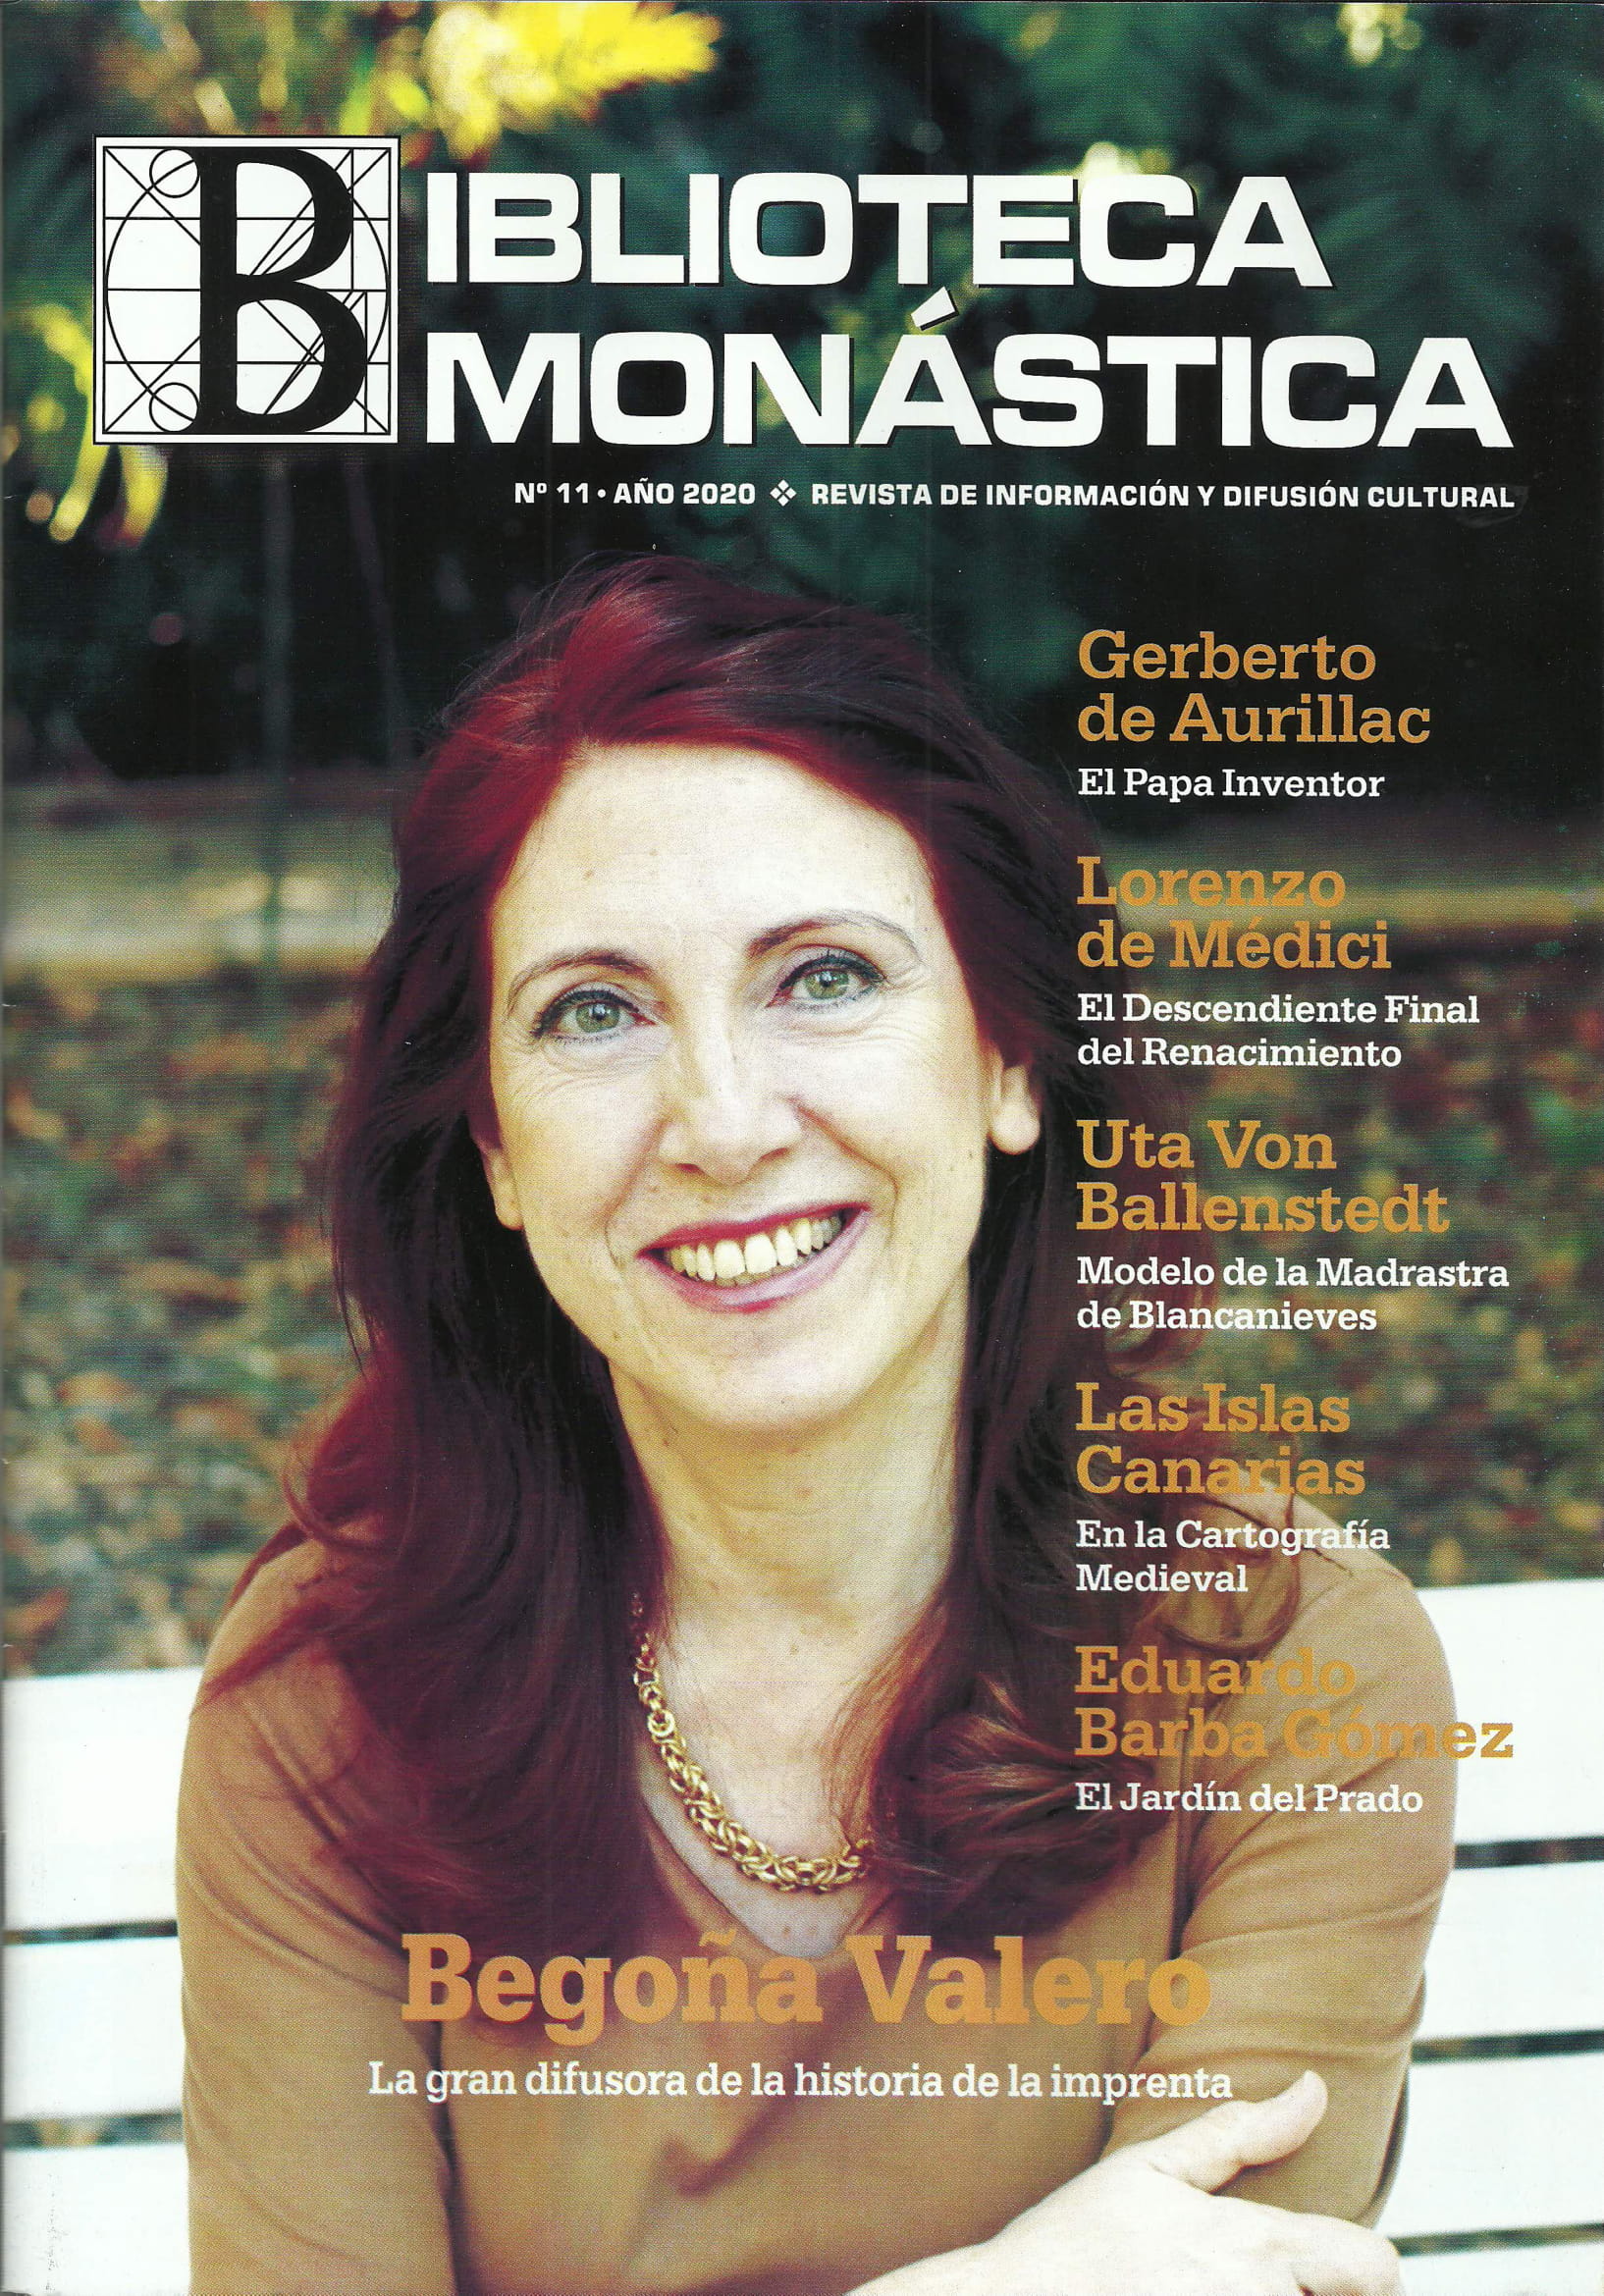 BIBLIOTECA
MONÁSTICA
Nº 11 • AÑO 2020 ❖ REVISTA DE INFORMACIÓN Y DIFUSIÓN CULTURAL
Gerberto
de Aurillac
El Papa Inventor
Lorenzo
de Médici
El Descendiente Final
del Renacimiento
Uta Von
Ballenstedt
Modelo de la Madrastra
de Blancanieves
Las Islas
Canarias
En la Cartografía
Medieval
Eduardo
Barba Gómez
El Jardín del Prado
Begoña Valero
La gran difusora de la historia de la imprenta